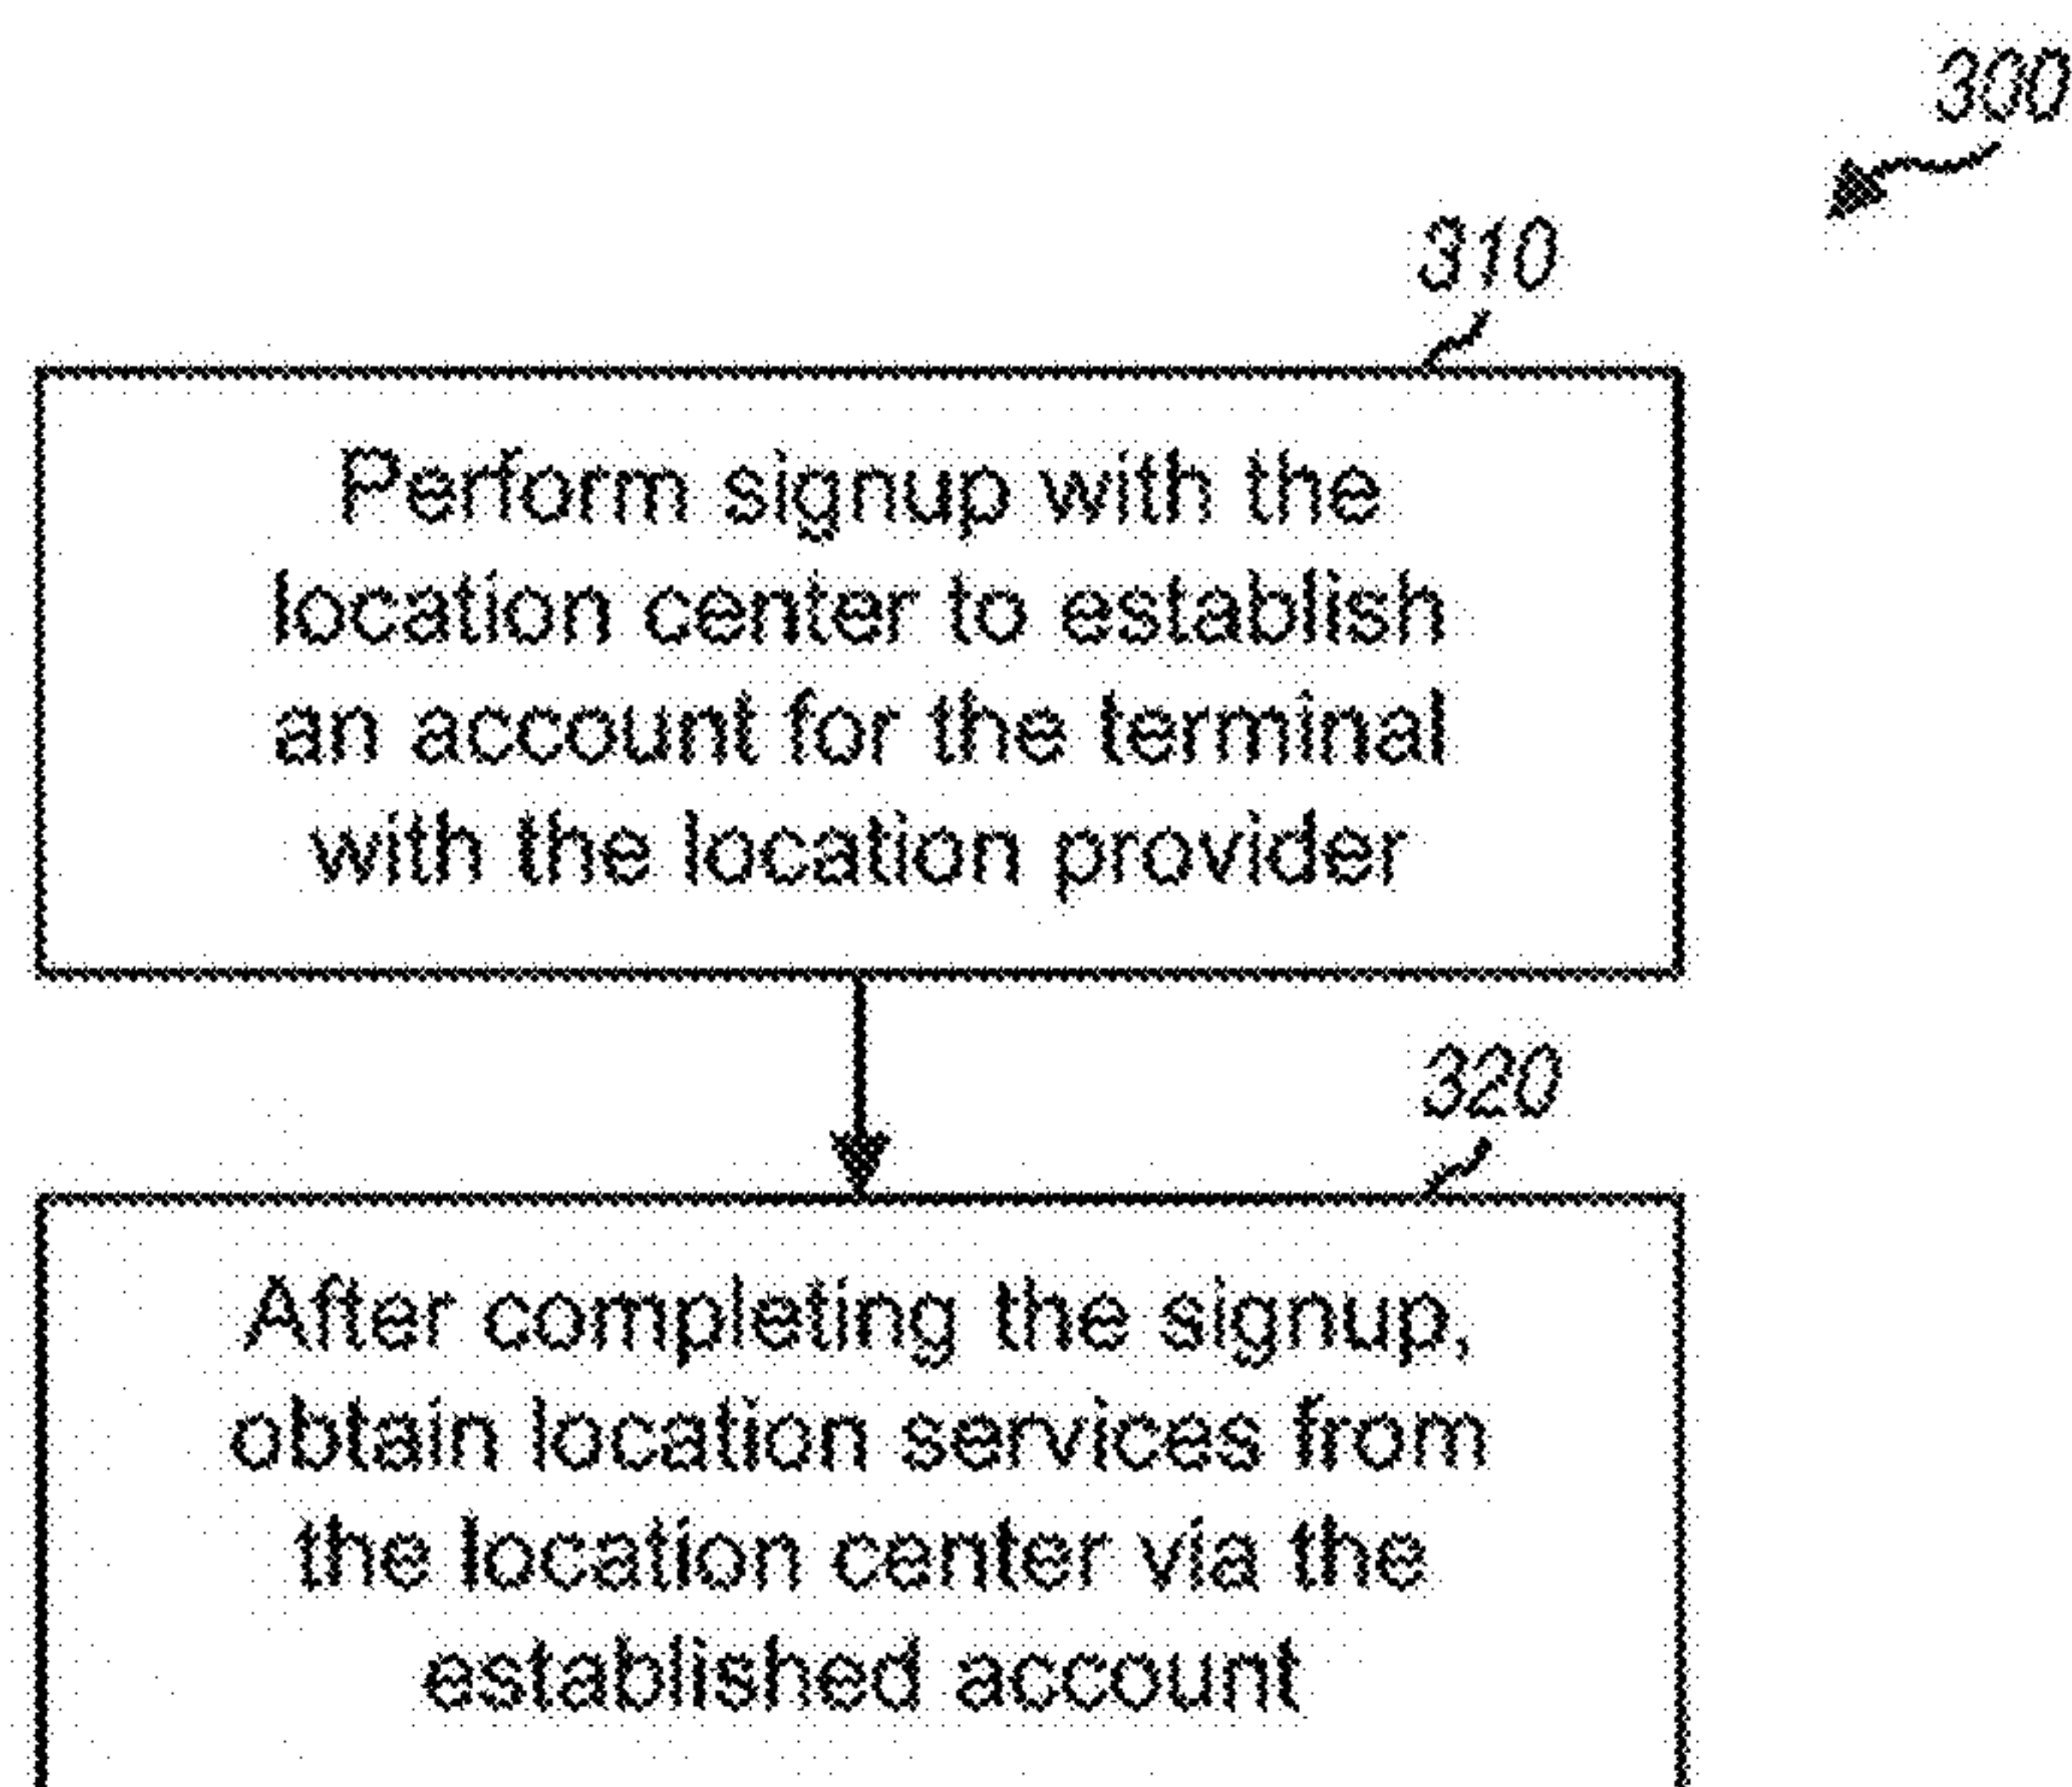 300
310
Perform signup with the
location center to establish
an account for the terminal
with the location provider
320
After completing the signup,
obtain location services from
the location center via the
established account